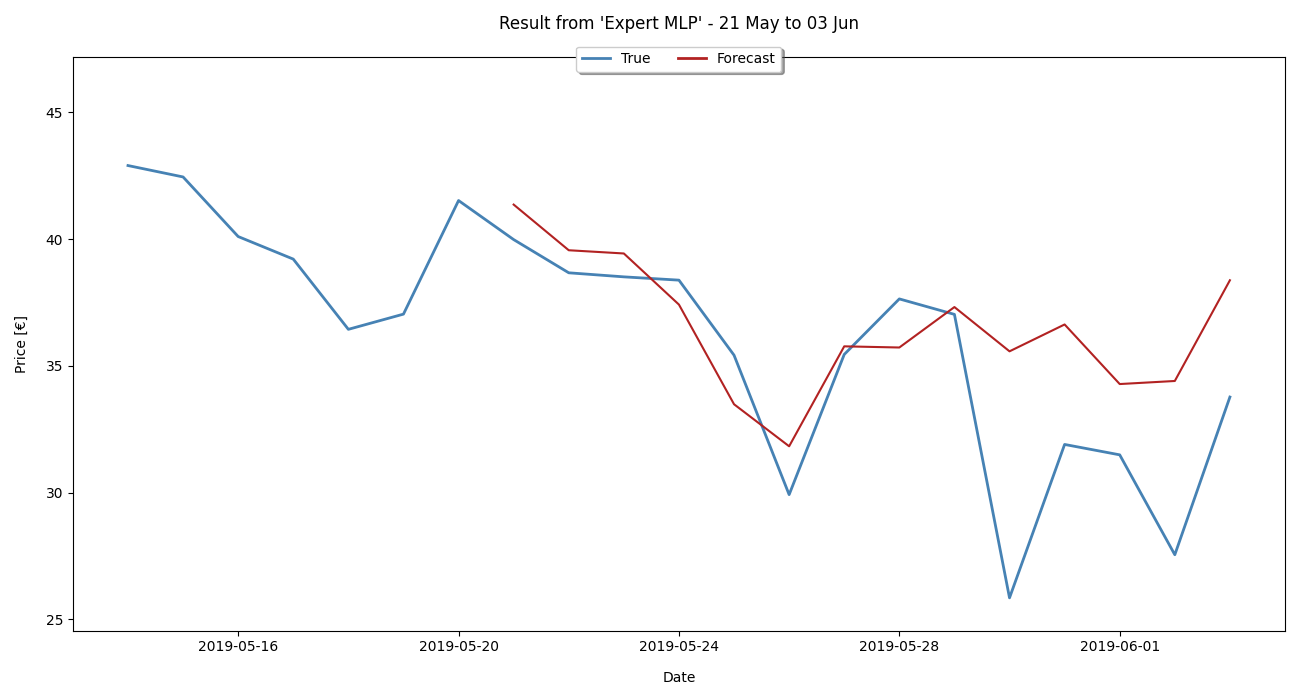 Result from 'Expert MLP' - 21 May to 03 Jun
True Forecast
45
40
35
30
25
Price [€]
2019-05-16 2019-05-20 2019-05-24 2019-05-28 2019-06-01
Date